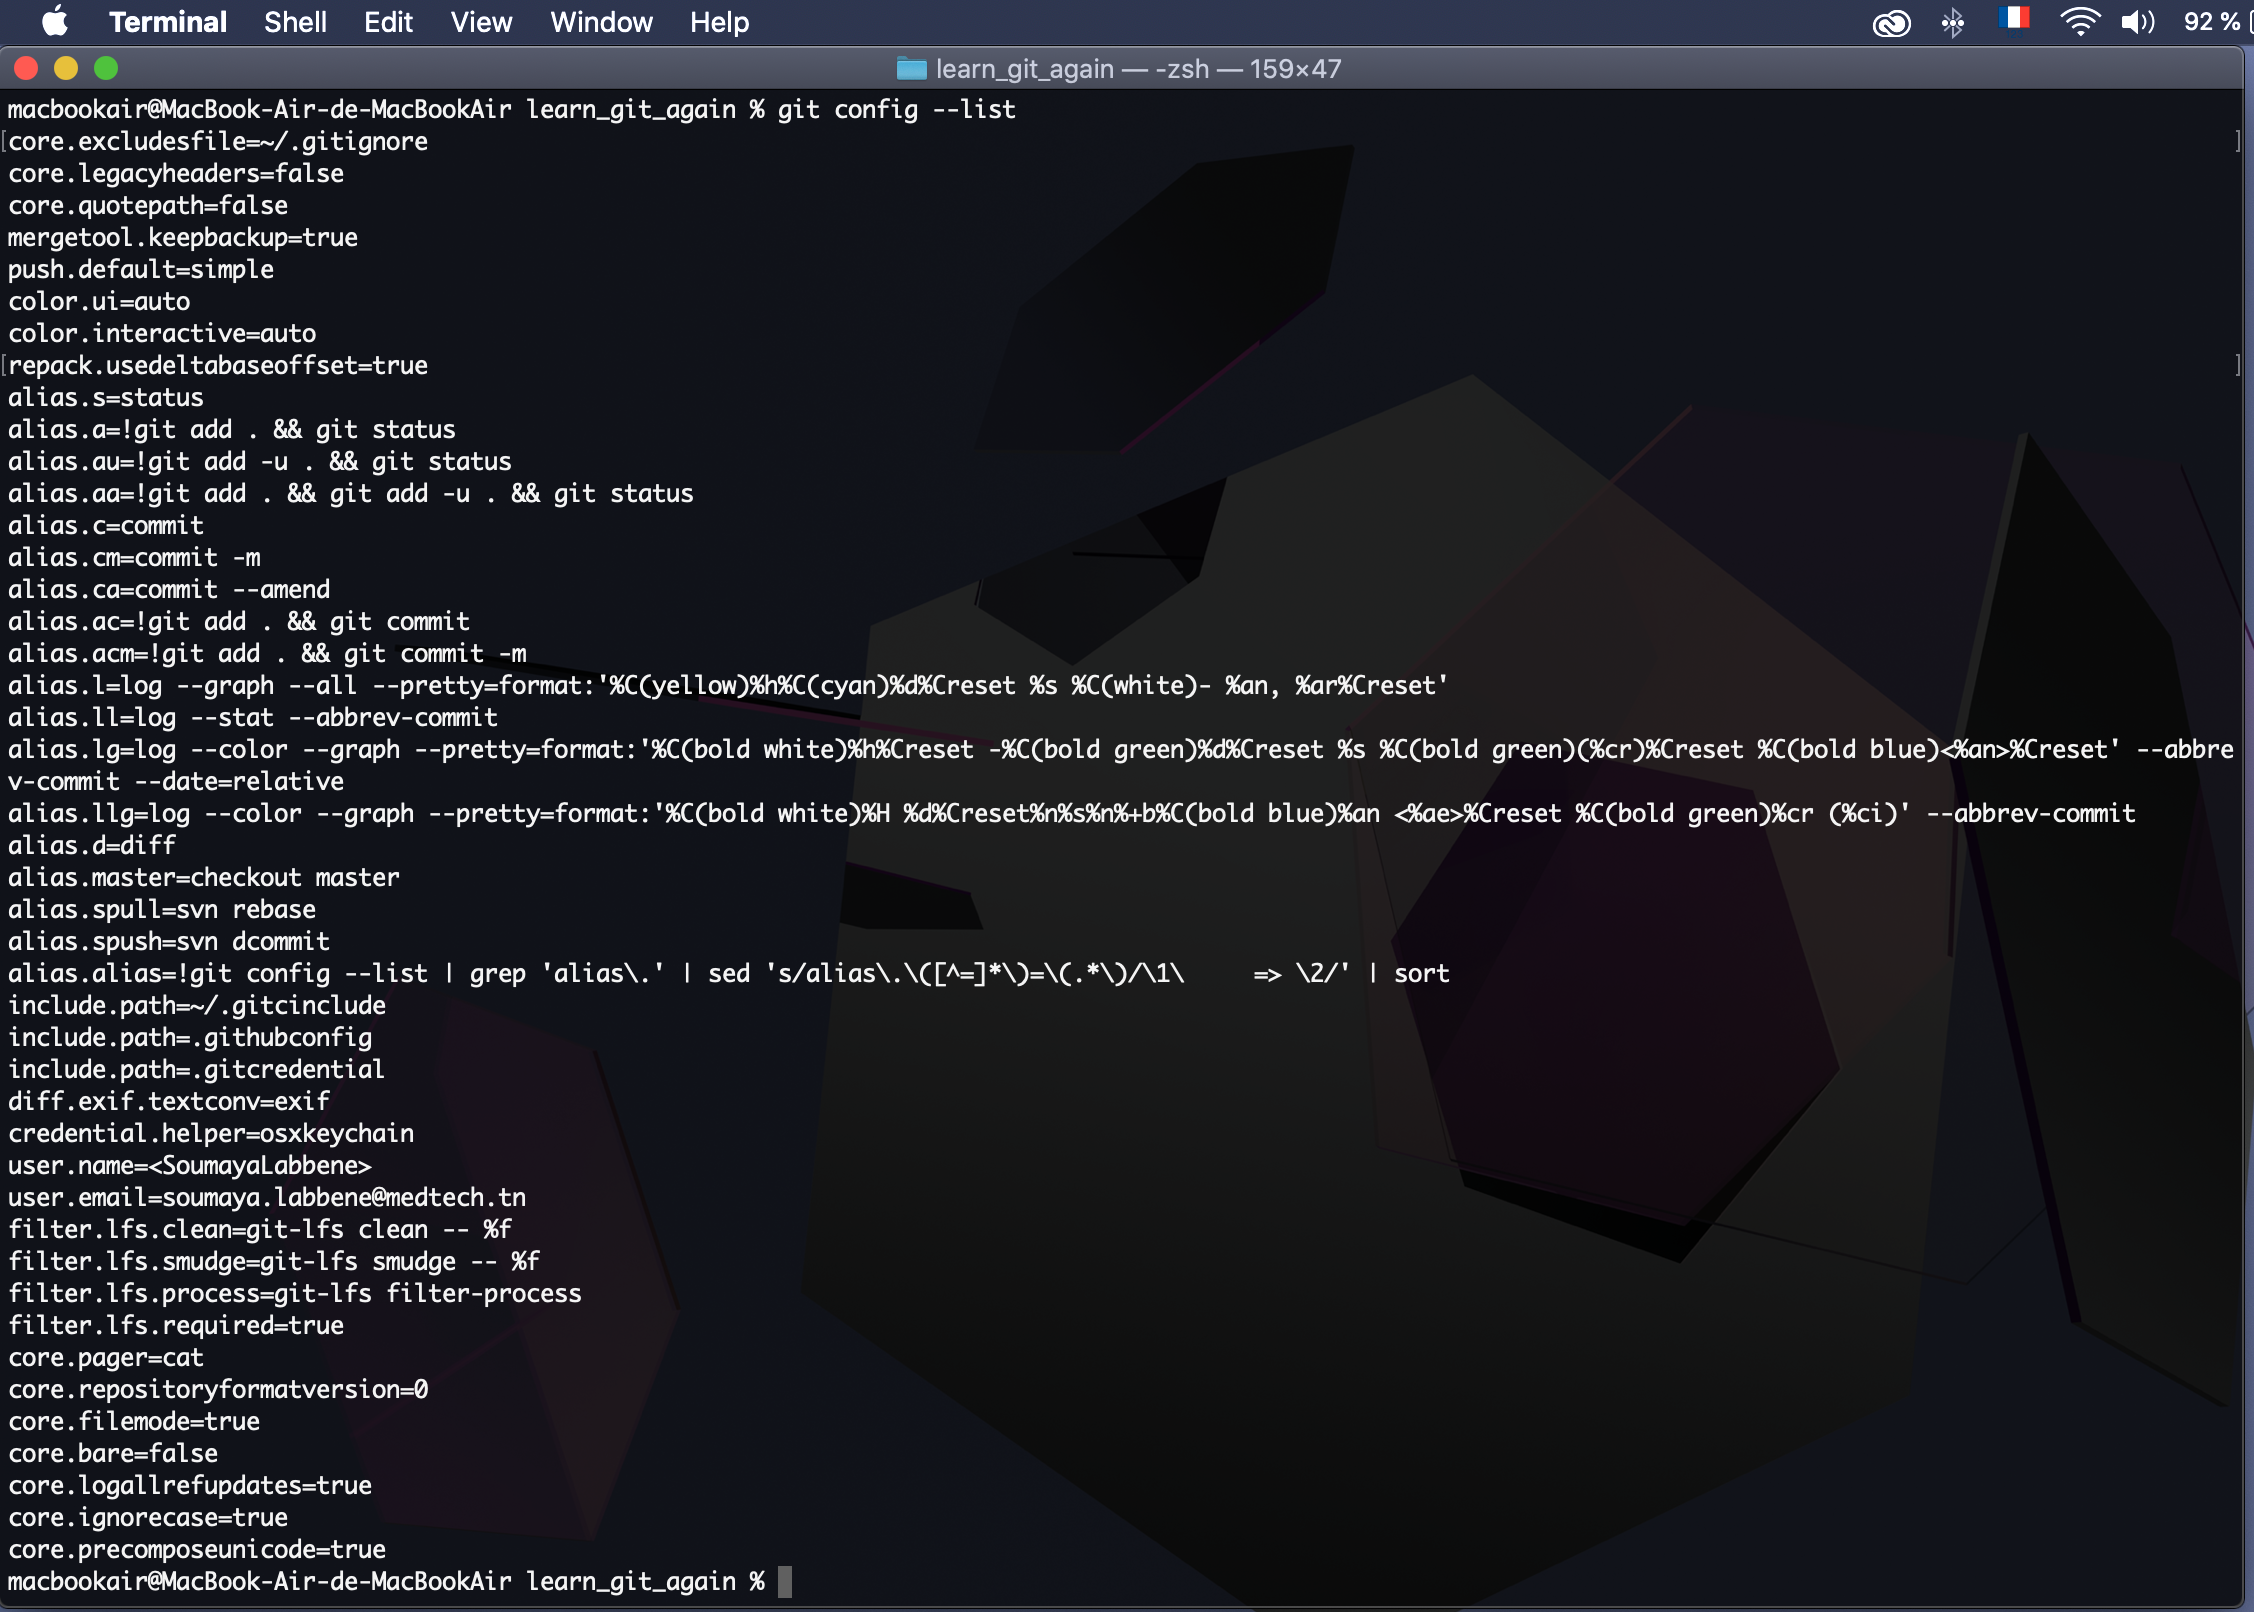 Terminal Shell Edit View Window Help 92 %
learn_git_again — -zsh — 159×47
macbookair@MacBook-Air-de-MacBookAir learn_git_again % git config --list
[core.excludesfile=~/.gitignore ]
core.legacyheaders=false
core.quotepath=false
mergetool.keepbackup=true
push.default=simple
color.ui=auto
color.interactive=auto
[repack.usedeltabaseoffset=true ]
alias.s=status
alias.a=!git add . && git status
alias.au=!git add -u . && git status
alias.aa=!git add . && git add -u . && git status
alias.c=commit
alias.cm=commit -m
alias.ca=commit --amend
alias.ac=!git add . && git commit
alias.acm=!git add . && git commit -m
alias.l=log --graph --all --pretty=format:'%C(yellow)%h%C(cyan)%d%Creset %s %C(white)- %an, %ar%Creset'
alias.ll=log --stat --abbrev-commit
alias.lg=log --color --graph --pretty=format:'%C(bold white)%h%Creset -%C(bold green)%d%Creset %s %C(bold green)(%cr)%Creset %C(bold blue)<%an>%Creset' --abbre
v-commit --date=relative
alias.llg=log --color --graph --pretty=format:'%C(bold white)%H %d%Creset%n%s%n%+b%C(bold blue)%an <%ae>%Creset %C(bold green)%cr (%ci)' --abbrev-commit
alias.d=diff
alias.master=checkout master
alias.spull=svn rebase
alias.spush=svn dcommit
alias.alias=!git config --list | grep 'alias\.' | sed 's/alias\.\([^=]*\)=\(.*\)/\1\     => \2/' | sort
include.path=~/.gitcinclude
include.path=.githubconfig
include.path=.gitcredential
diff.exif.textconv=exif
credential.helper=osxkeychain
user.name=<SoumayaLabbene>
user.email=soumaya.labbene@medtech.tn
filter.lfs.clean=git-lfs clean -- %f
filter.lfs.smudge=git-lfs smudge -- %f
filter.lfs.process=git-lfs filter-process
filter.lfs.required=true
core.pager=cat
core.repositoryformatversion=0
core.filemode=true
core.bare=false
core.logallrefupdates=true
core.ignorecase=true
core.precomposeunicode=true
macbookair@MacBook-Air-de-MacBookAir learn_git_again %